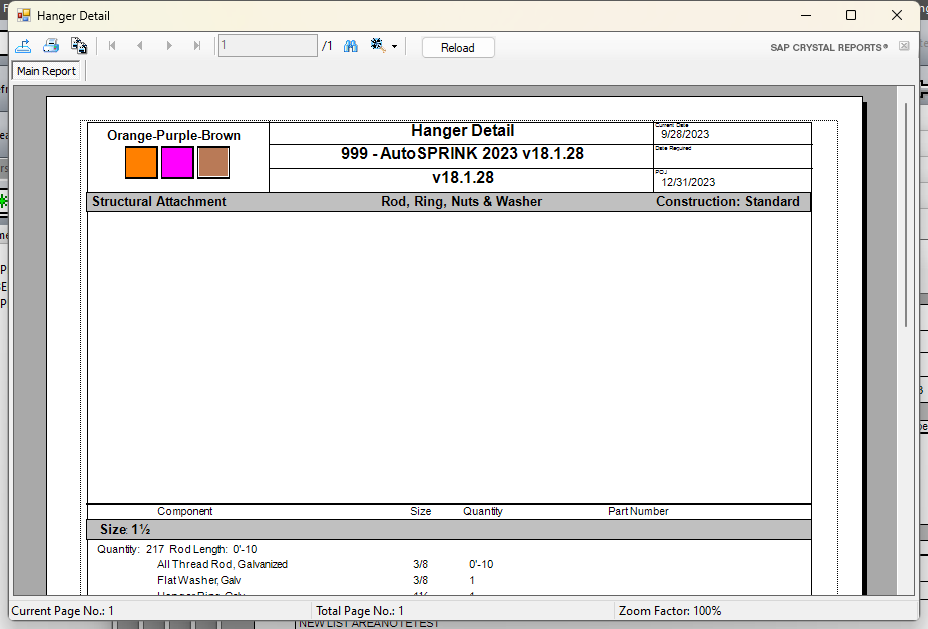 Hanger Detail
1 /1 Reload SAP CRYSTAL REPORTS®
Main Report
Orange-Purple-Brown
Hanger Detail
999 - AutoSPRINK 2023 v18.1.28
v18.1.28
Current Date
9/28/2023
Date Required
12/31/2023
Structural Attachment Rod, Ring, Nuts & Washer Construction: Standard
Component Size Quantity Part Number
Size: 1½
Quantity: 217 Rod Length: 0'-10
All Thread Rod, Galvanized 3/8 0'-10
Flat Washer, Galv 3/8 1
Current Page No.: 1 Total Page No.: 1 Zoom Factor: 100%
NEW LIST AREANOTETEST